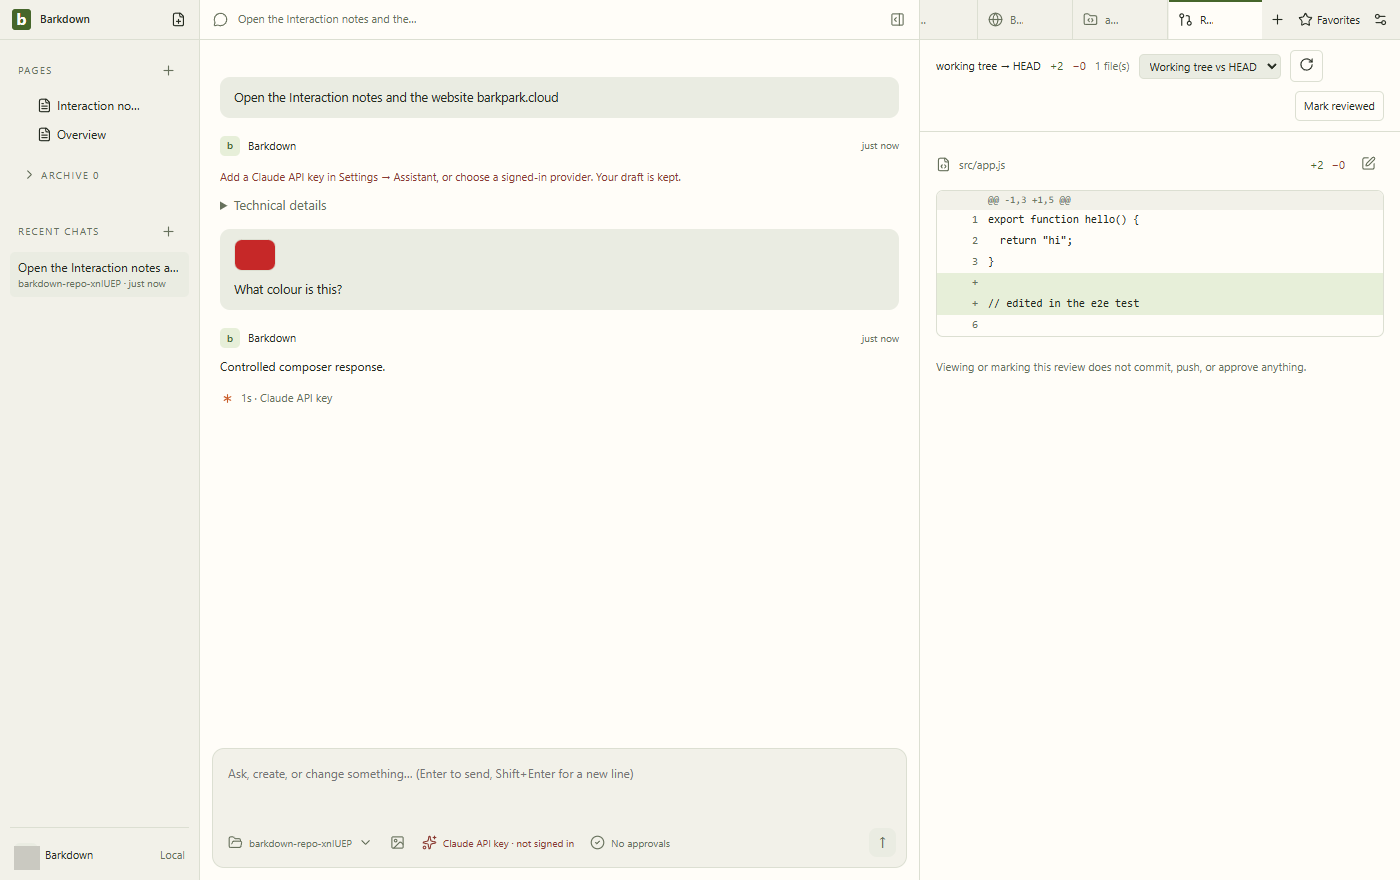 b Barkdown
PAGES
Interaction no...
Overview
ARCHIVE 0
RECENT CHATS
Open the Interaction notes a...
barkdown-repo-xnlUEP · just now
Barkdown Local
Open the Interaction notes and the...
Open the Interaction notes and the website barkpark.cloud
b Barkdown just now
Add a Claude API key in Settings → Assistant, or choose a signed-in provider. Your draft is kept.
Technical details
What colour is this?
b Barkdown just now
Controlled composer response.
1s · Claude API key
Ask, create, or change something... (Enter to send, Shift+Enter for a new line)
barkdown-repo-xnlUEP Claude API key · not signed in No approvals
.. B... a... R... Favorites
working tree → HEAD +2 −0 1 file(s) Working tree vs HEAD
Mark reviewed
src/app.js +2 −0
@@ -1,3 +1,5 @@
1 export function hello() {
2 return "hi";
3 }
+
+ // edited in the e2e test
6
Viewing or marking this review does not commit, push, or approve anything.